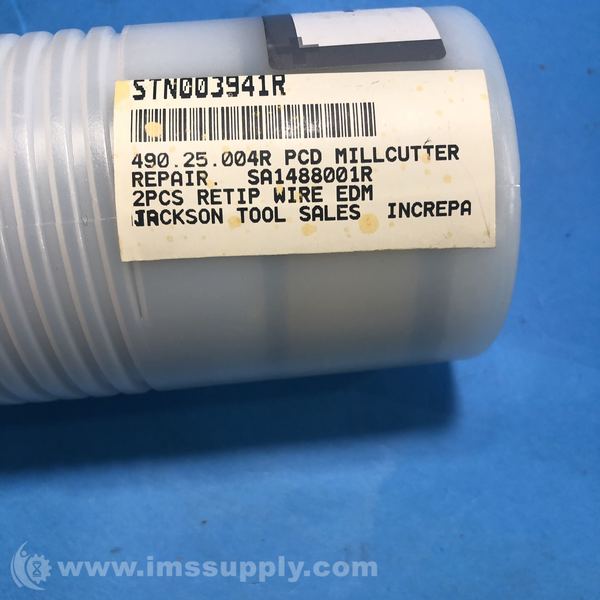 STN003941R
490.25.004R PCD MILLCUTTER
REPAIR. SA1488001R
2PCS RETIP WIRE EDM
JACKSON TOOL SALES INCREPA
www.imssupply.com